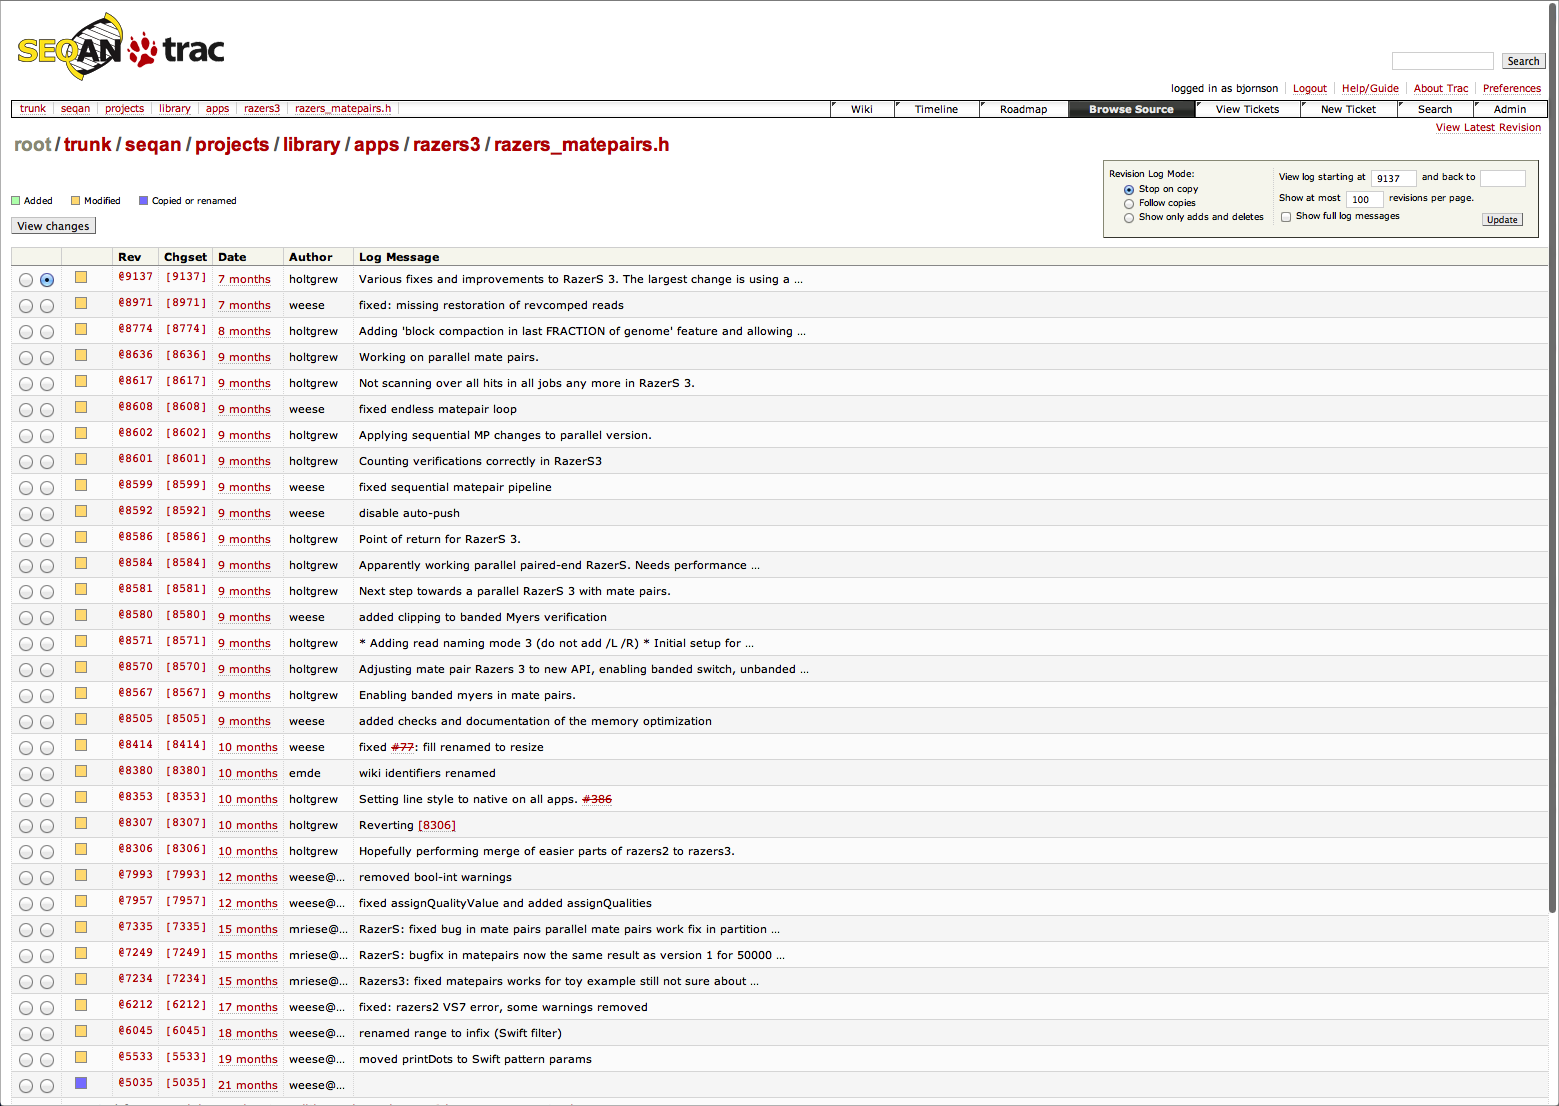 SEQAN trac
Search
logged in as bjornson Logout Help/Guide About Trac Preferences
trunk seqan projects library apps razers3 razers_matepairs.h Wiki Timeline Roadmap Browse Source View Tickets New Ticket Search Admin
View Latest Revision
root / trunk / seqan / projects / library / apps / razers3 / razers_matepairs.h
Revision Log Mode:
Stop on copy
Follow copies
Show only adds and deletes
View log starting at 9137 and back to
Show at most 100 revisions per page.
Show full log messages
Update
Added Modified Copied or renamed
View changes
Rev Chgset Date Author Log Message
@9137 [9137] 7 months holtgrew Various fixes and improvements to RazerS 3. The largest change is using a ...
@8971 [8971] 7 months weese fixed: missing restoration of revcomped reads
@8774 [8774] 8 months holtgrew Adding 'block compaction in last FRACTION of genome' feature and allowing ...
@8636 [8636] 9 months holtgrew Working on parallel mate pairs.
@8617 [8617] 9 months holtgrew Not scanning over all hits in all jobs any more in RazerS 3.
@8608 [8608] 9 months weese fixed endless matepair loop
@8602 [8602] 9 months holtgrew Applying sequential MP changes to parallel version.
@8601 [8601] 9 months holtgrew Counting verifications correctly in RazerS3
@8599 [8599] 9 months weese fixed sequential matepair pipeline
@8592 [8592] 9 months weese disable auto-push
@8586 [8586] 9 months holtgrew Point of return for RazerS 3.
@8584 [8584] 9 months holtgrew Apparently working parallel paired-end RazerS. Needs performance ...
@8581 [8581] 9 months holtgrew Next step towards a parallel RazerS 3 with mate pairs.
@8580 [8580] 9 months weese added clipping to banded Myers verification
@8571 [8571] 9 months holtgrew * Adding read naming mode 3 (do not add /L /R) * Initial setup for ...
@8570 [8570] 9 months holtgrew Adjusting mate pair Razers 3 to new API, enabling banded switch, unbanded ...
@8567 [8567] 9 months holtgrew Enabling banded myers in mate pairs.
@8505 [8505] 9 months weese added checks and documentation of the memory optimization
@8414 [8414] 10 months weese fixed #77: fill renamed to resize
@8380 [8380] 10 months emde wiki identifiers renamed
@8353 [8353] 10 months holtgrew Setting line style to native on all apps. #386
@8307 [8307] 10 months holtgrew Reverting [8306]
@8306 [8306] 10 months holtgrew Hopefully performing merge of easier parts of razers2 to razers3.
@7993 [7993] 12 months weese@... removed bool-int warnings
@7957 [7957] 12 months weese@... fixed assignQualityValue and added assignQualities
@7335 [7335] 15 months mriese@... RazerS: fixed bug in mate pairs parallel mate pairs work fix in partition ...
@7249 [7249] 15 months mriese@... RazerS: bugfix in matepairs now the same result as version 1 for 50000 ...
@7234 [7234] 15 months mriese@... Razers3: fixed matepairs works for toy example still not sure about ...
@6212 [6212] 17 months weese@... fixed: razers2 VS7 error, some warnings removed
@6045 [6045] 18 months weese@... renamed range to infix (Swift filter)
@5533 [5533] 19 months weese@... moved printDots to Swift pattern params
@5035 [5035] 21 months weese@...